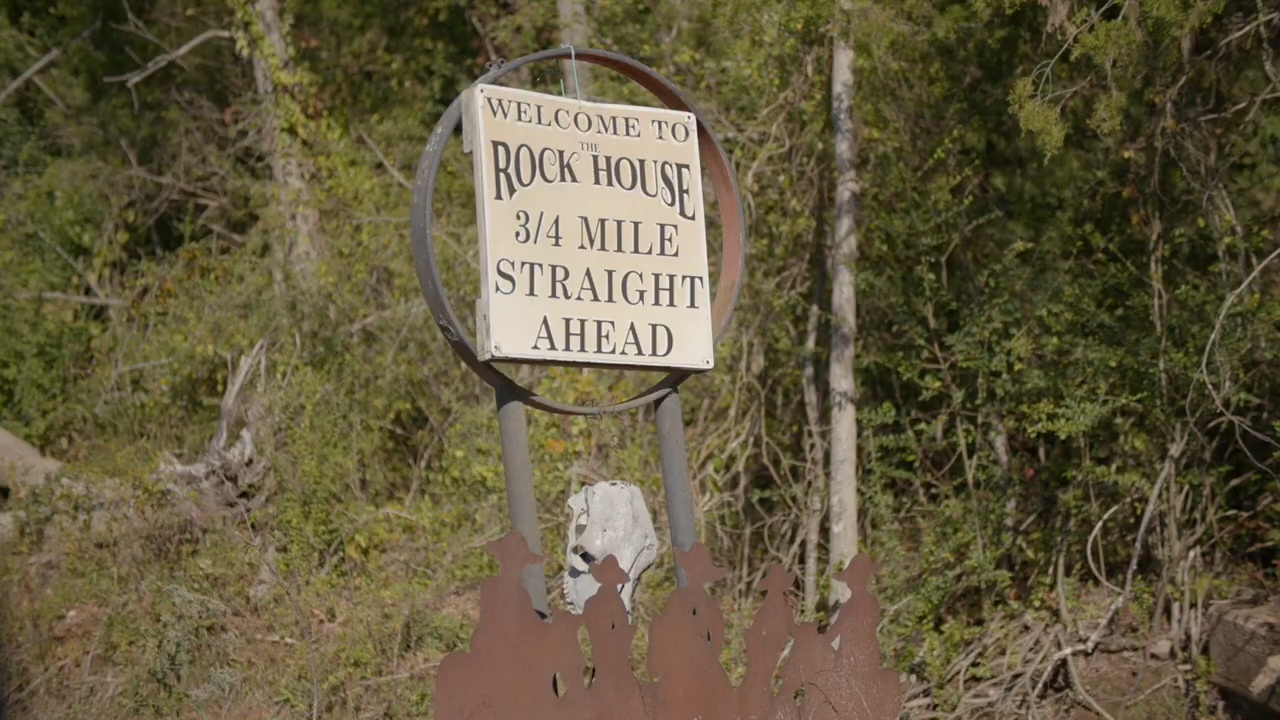 WELCOME TO
THE
ROCK HOUSE
3/4 MILE
STRAIGHT
AHEAD